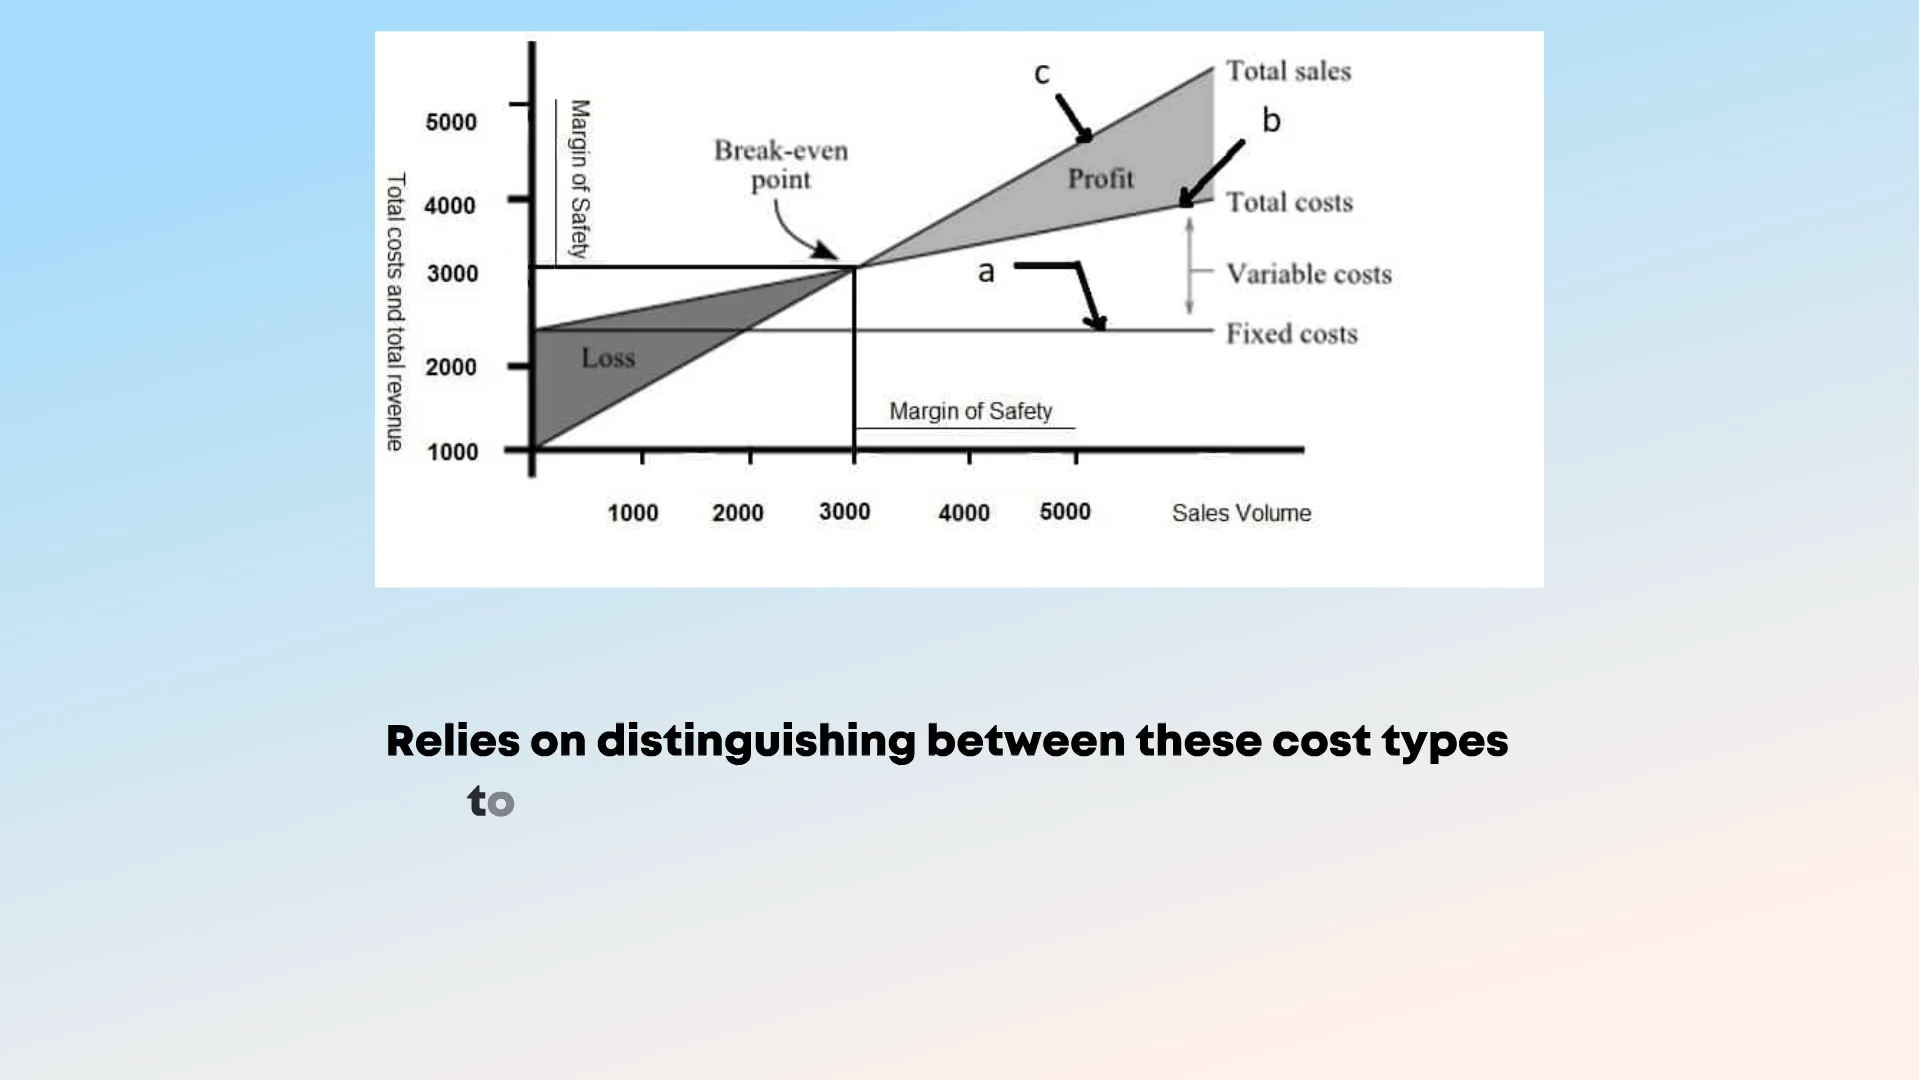 c
Total sales
5000
Margin of Safety
b
Break-even
point
Profit
4000
Total costs
Total costs and total revenue
3000
a
Variable costs
Fixed costs
Loss
2000
Margin of Safety
1000
1000 2000 3000 4000 5000 Sales Volume
Relies on distinguishing between these cost types
to